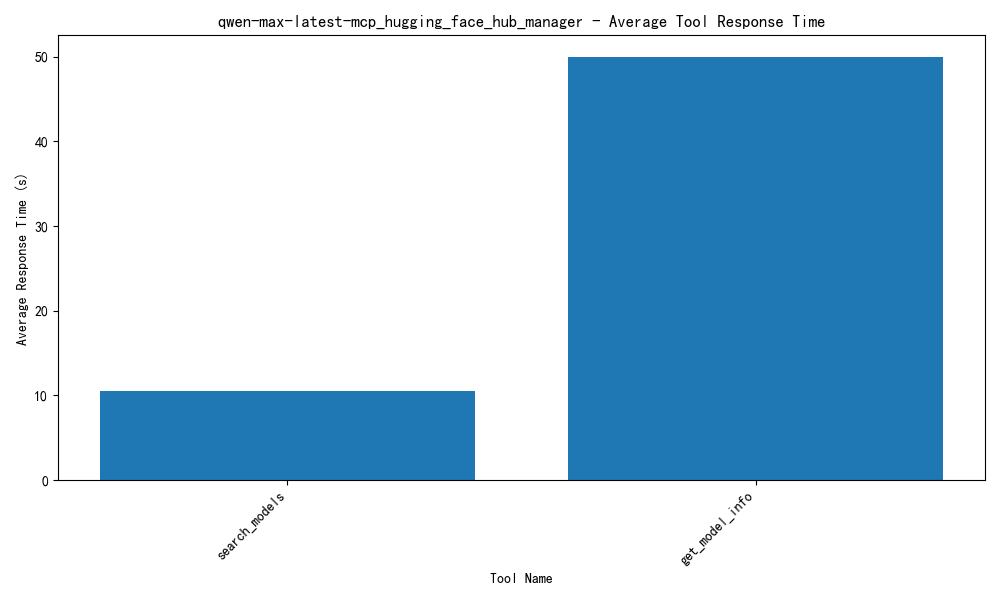 qwen-max-latest-mcp_hugging_face_hub_manager - Average Tool Response Time
Average Response Time (s)
50
40
30
20
10
0
search_models
get_model_info
Tool Name